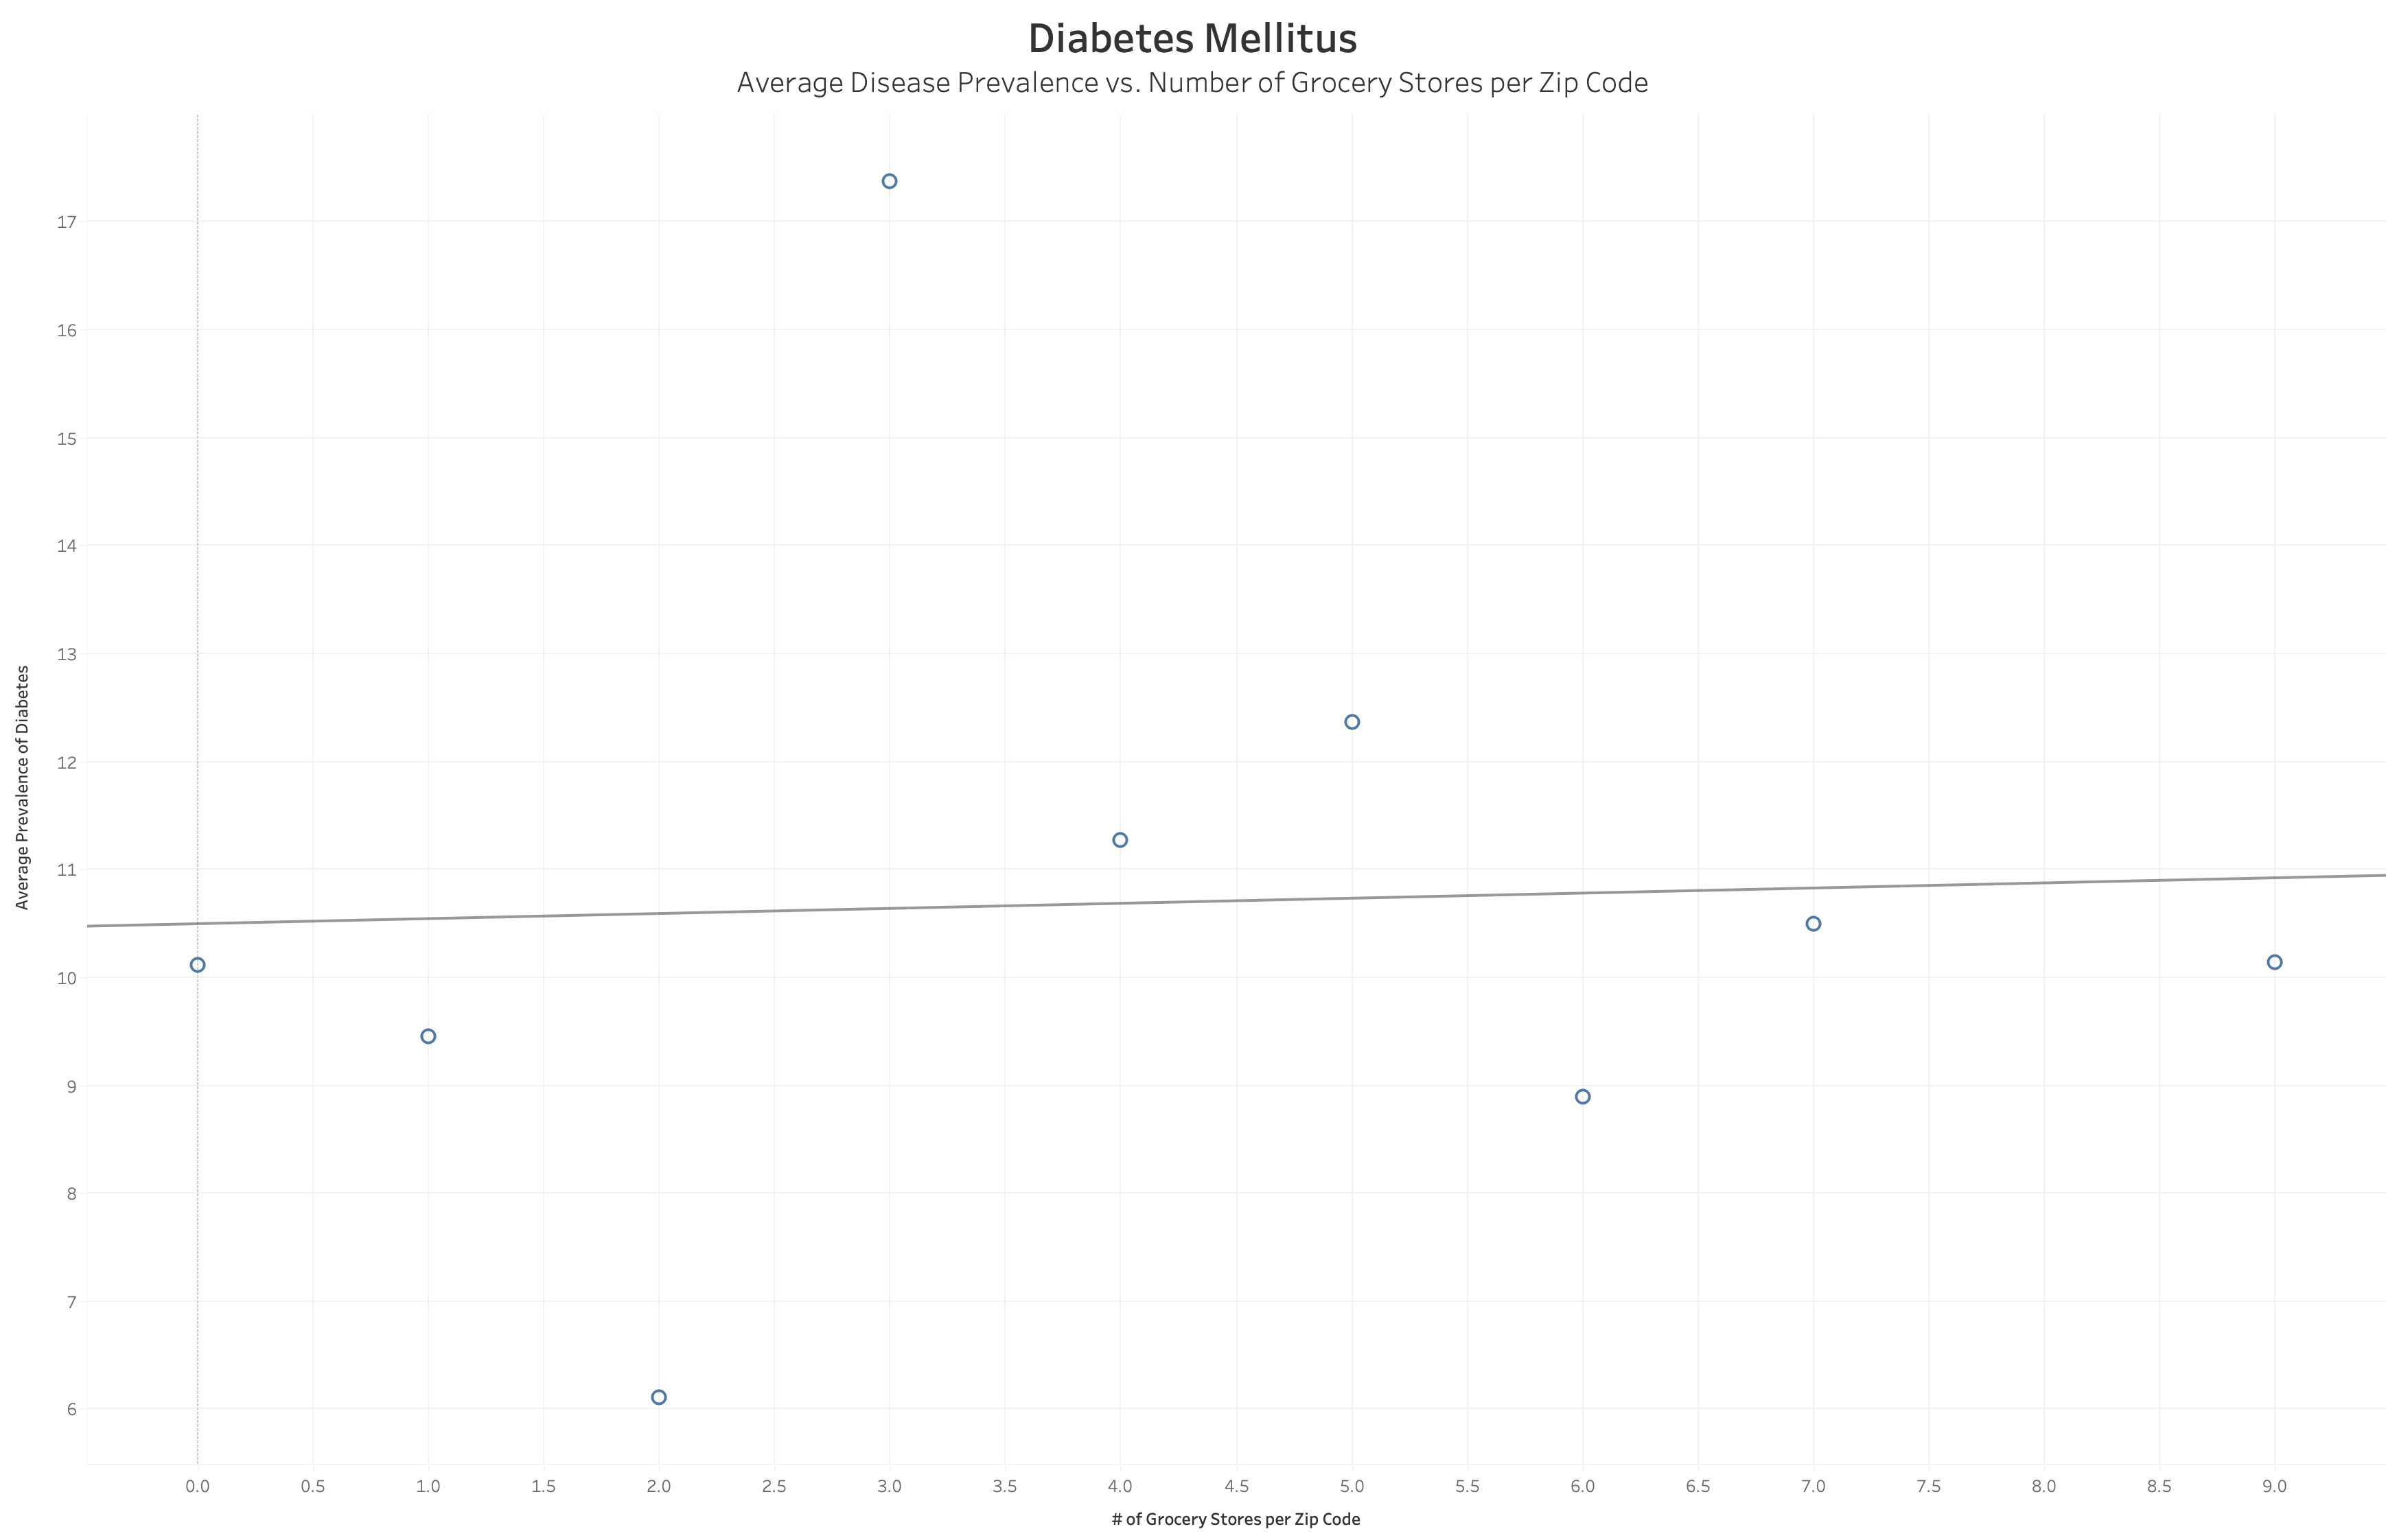 Diabetes Mellitus
Average Disease Prevalence vs. Number of Grocery Stores per Zip Code
Average Prevalence of Diabetes
17
16
15
14
13
12
11
10
9
8
7
6
0.0 0.5 1.0 1.5 2.0 2.5 3.0 3.5 4.0 4.5 5.0 5.5 6.0 6.5 7.0 7.5 8.0 8.5 9.0
# of Grocery Stores per Zip Code